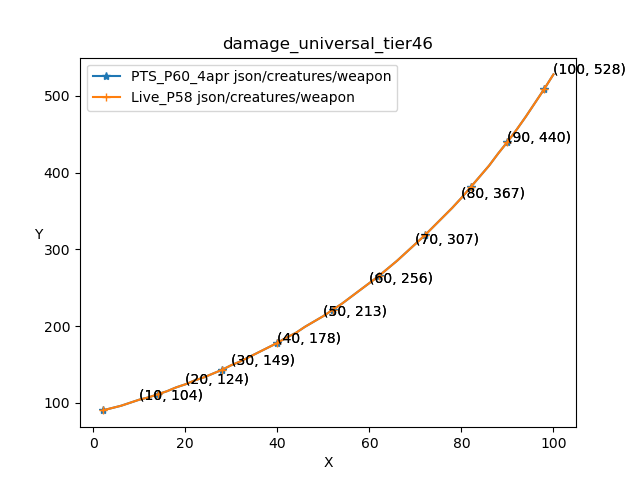 damage_universal_tier46
PTS_P60_4apr json/creatures/weapon
Live_P58 json/creatures/weapon
(100, 528)
(90, 440)
(80, 367)
(70, 307)
(60, 256)
(50, 213)
(40, 178)
(30, 149)
(20, 124)
(10, 104)
Y
500
400
300
200
100
0 20 40 60 80 100
X